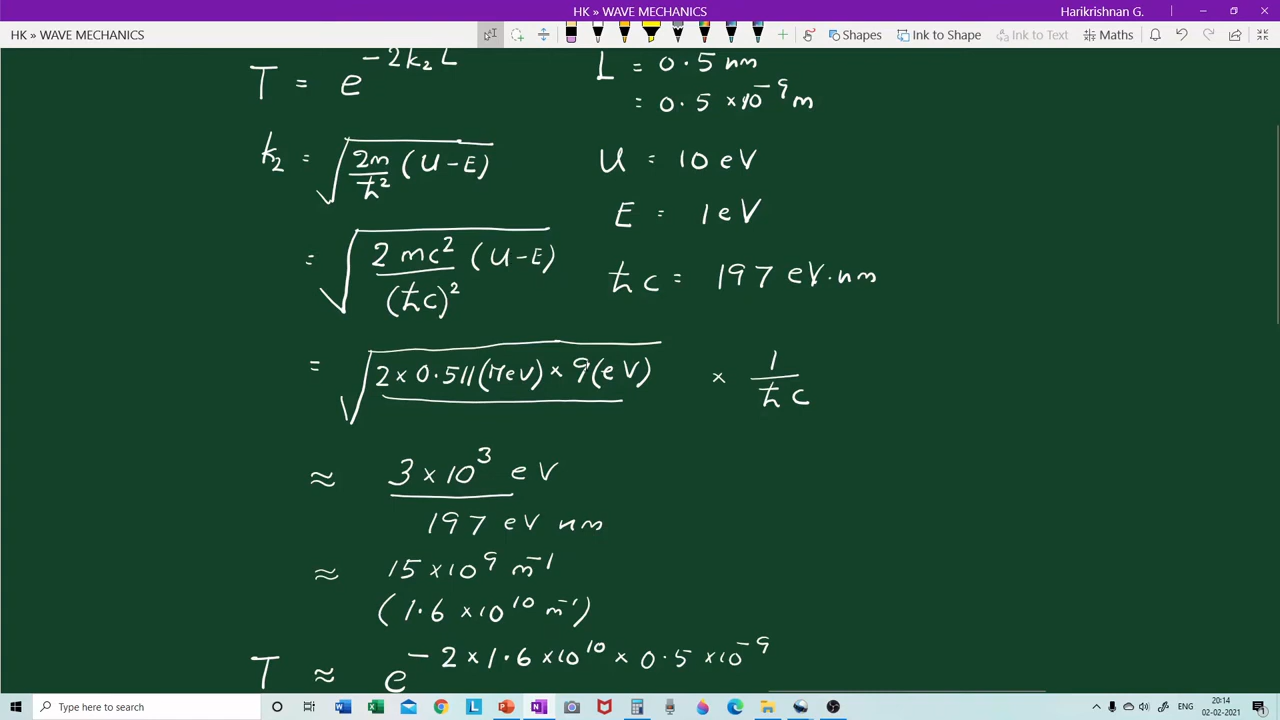 HK » WAVE MECHANICS
Harikrishnan G.
HK » WAVE MECHANICS
Shapes
Ink to Shape
Ink to Text
Maths
T = e^{-2k₂L}
L = 0.5 nm
= 0.5 × 10⁻⁹ m
k₂ = √(2m/ħ² (U-E))
U = 10 eV
E = 1 eV
= √(2 mc²/(ħc)² (U-E))
ħc = 197 eV.nm
= √(2 × 0.511 (MeV) × 9 (eV)) × 1/ħc
≈ 3 × 10³ eV
197 eV nm
≈ 15 × 10⁹ m⁻¹
(1.6 × 10¹⁰ m⁻¹)
T ≈ e^{-2 × 1.6 × 10¹⁰ × 0.5 × 10⁻⁹}
Type here to search
ENG
20:14
02-02-2021